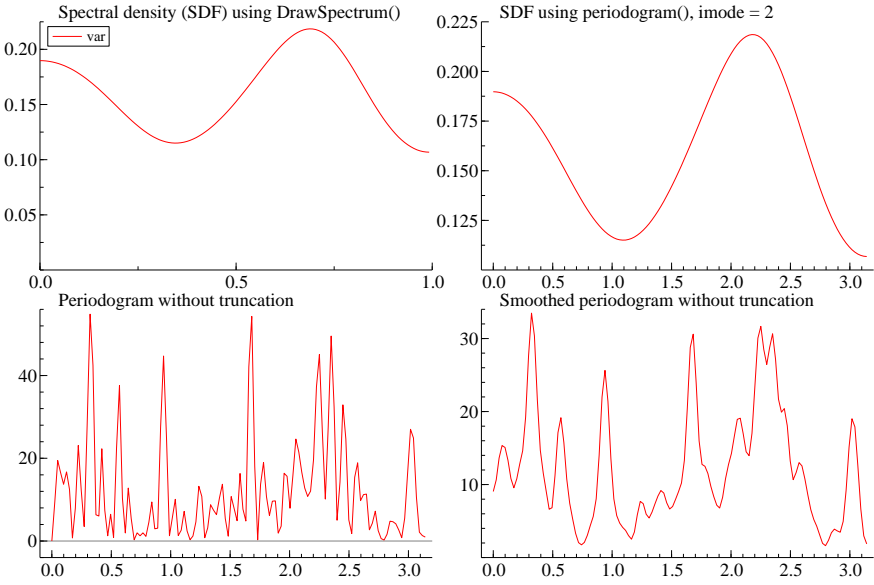 Spectral density (SDF) using DrawSpectrum()
var
0.20
0.15
0.10
0.05
0.0 0.5 1.0
SDF using periodogram(), imode = 2
0.225
0.200
0.175
0.150
0.125
0.0 0.5 1.0 1.5 2.0 2.5 3.0
Periodogram without truncation
40
20
0
0.0 0.5 1.0 1.5 2.0 2.5 3.0
Smoothed periodogram without truncation
30
20
10
0.0 0.5 1.0 1.5 2.0 2.5 3.0